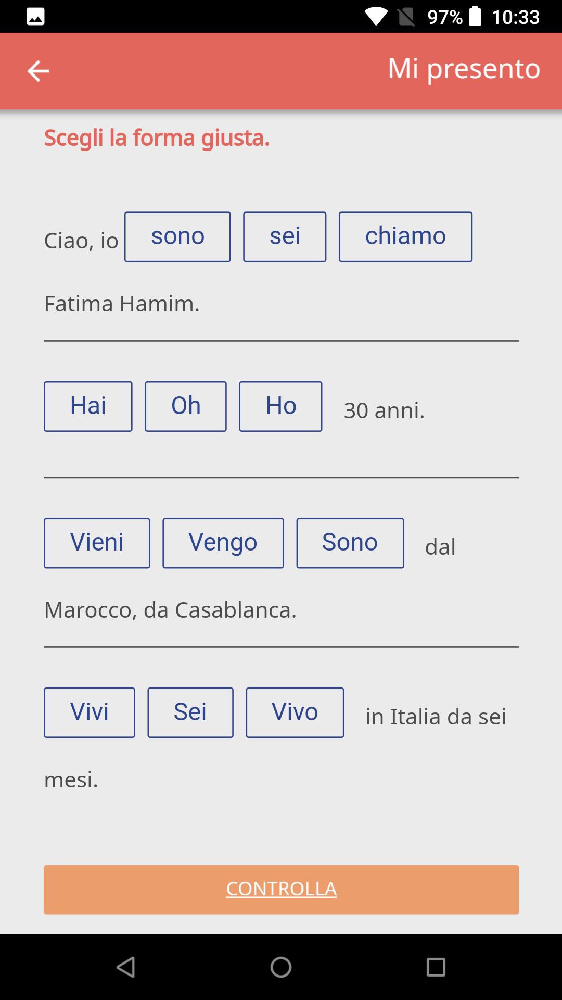 97% 10:33
Mi presento
Scegli la forma giusta.
Ciao, io sono sei chiamo
Fatima Hamim.
Hai Oh Ho 30 anni.
Vieni Vengo Sono dal
Marocco, da Casablanca.
Vivi Sei Vivo in Italia da sei
mesi.
CONTROLLA